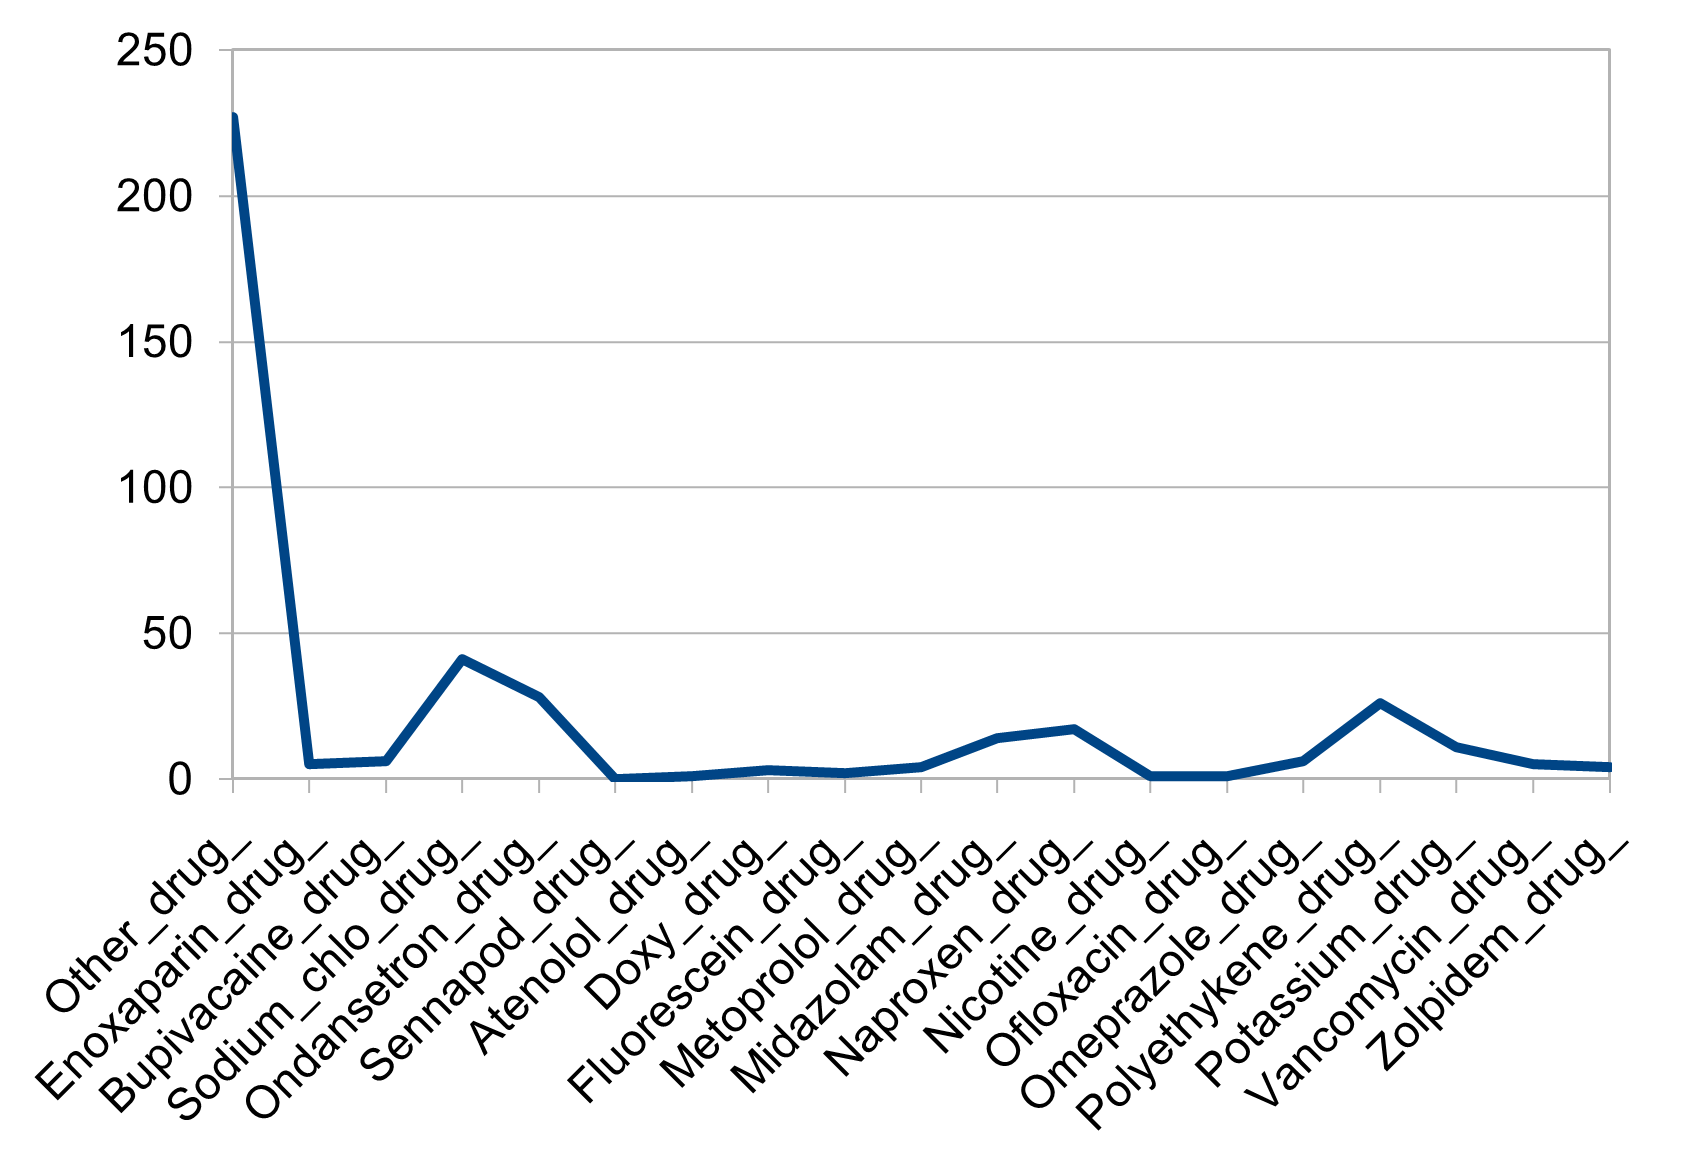 250
200
150
100
50
0
Other_drug_
Enoxaparin_drug_
Bupivacaine_drug_
Sodium_chlo_drug_
Ondansetron_drug_
Sennapod_drug_
Atenolol_drug_
Doxy_drug_
Fluorescein_drug_
Metoprolol_drug_
Midazolam_drug_
Naproxen_drug_
Nicotine_drug_
Ofloxacin_drug_
Omeprazole_drug_
Polyethykene_drug_
Potassium_drug_
Vancomycin_drug_
Zolpidem_drug_